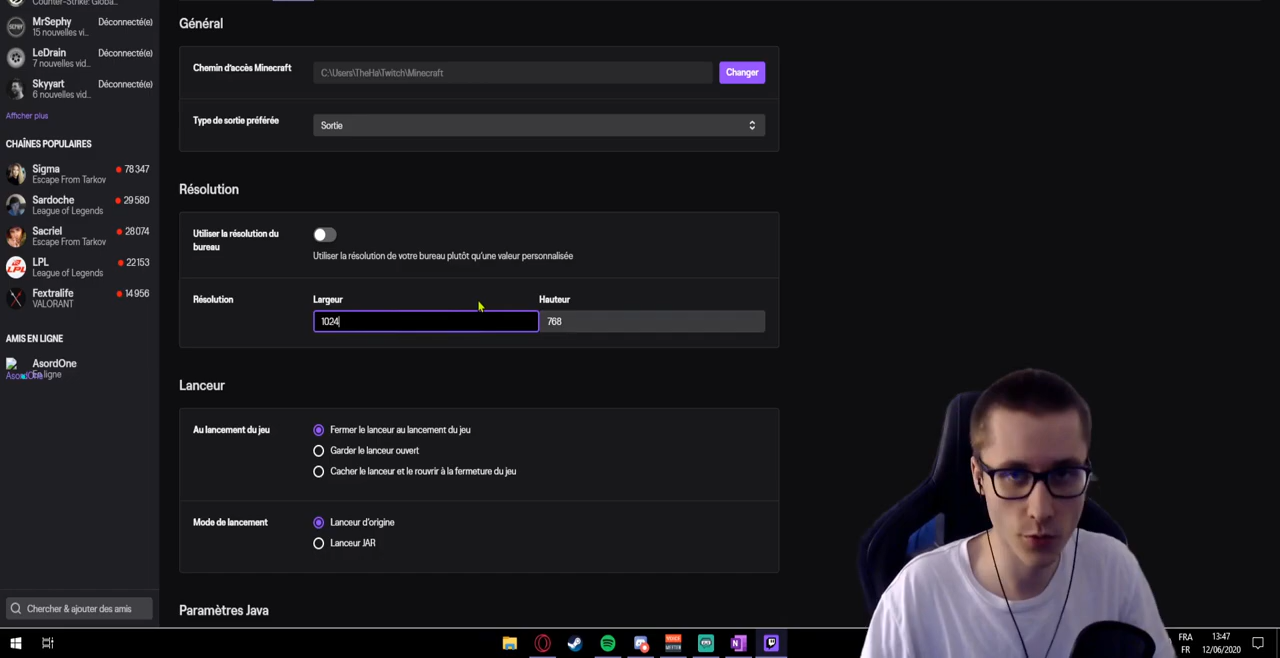 Counter-Strike: Globa...
MrSephy
Déconnecté(e)
15 nouvelles vi...
LeDrain
Déconnecté(e)
7 nouvelles vid...
Skyyart
Déconnecté(e)
6 nouvelles vid...
Afficher plus
CHAÎNES POPULAIRES
Sigma
78 347
Escape From Tarkov
Sardoche
29 580
League of Legends
Sacriel
28 074
Escape From Tarkov
LPL
22 153
League of Legends
Fextralife
14 956
VALORANT
AMIS EN LIGNE
AsordOne
En ligne
Chercher & ajouter des amis
Général
Chemin d'accès Minecraft
C:\Users\TheHa\Twitch\Minecraft
Changer
Type de sortie préférée
Sortie
Résolution
Utiliser la résolution du
bureau
Utiliser la résolution de votre bureau plutôt qu'une valeur personnalisée
Résolution
Largeur
Hauteur
1024
768
Lanceur
Au lancement du jeu
Fermer le lanceur au lancement du jeu
Garder le lanceur ouvert
Cacher le lanceur et le rouvrir à la fermeture du jeu
Mode de lancement
Lanceur d'origine
Lanceur JAR
Paramètres Java
FRA
FR
13:47
12/06/2020